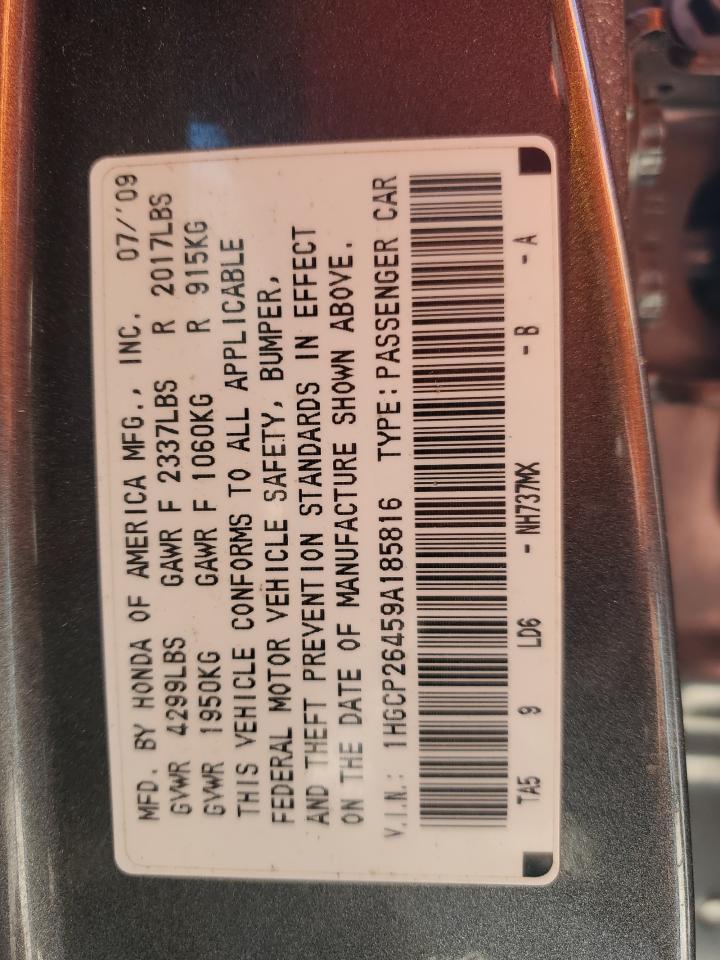 MFD. BY HONDA OF AMERICA MFG., INC. 07/'09
GVWR 4299LBS GAWR F 2337LBS R 2017LBS
GVWR 1950KG GAWR F 1060KG R 915KG
THIS VEHICLE CONFORMS TO ALL APPLICABLE
FEDERAL MOTOR VEHICLE SAFETY, BUMPER,
AND THEFT PREVENTION STANDARDS IN EFFECT
ON THE DATE OF MANUFACTURE SHOWN ABOVE.
V.I.N.: 1HGCP26459A185816 TYPE:PASSENGER CAR
TA5 9 LD6 - NH737MX - B - A